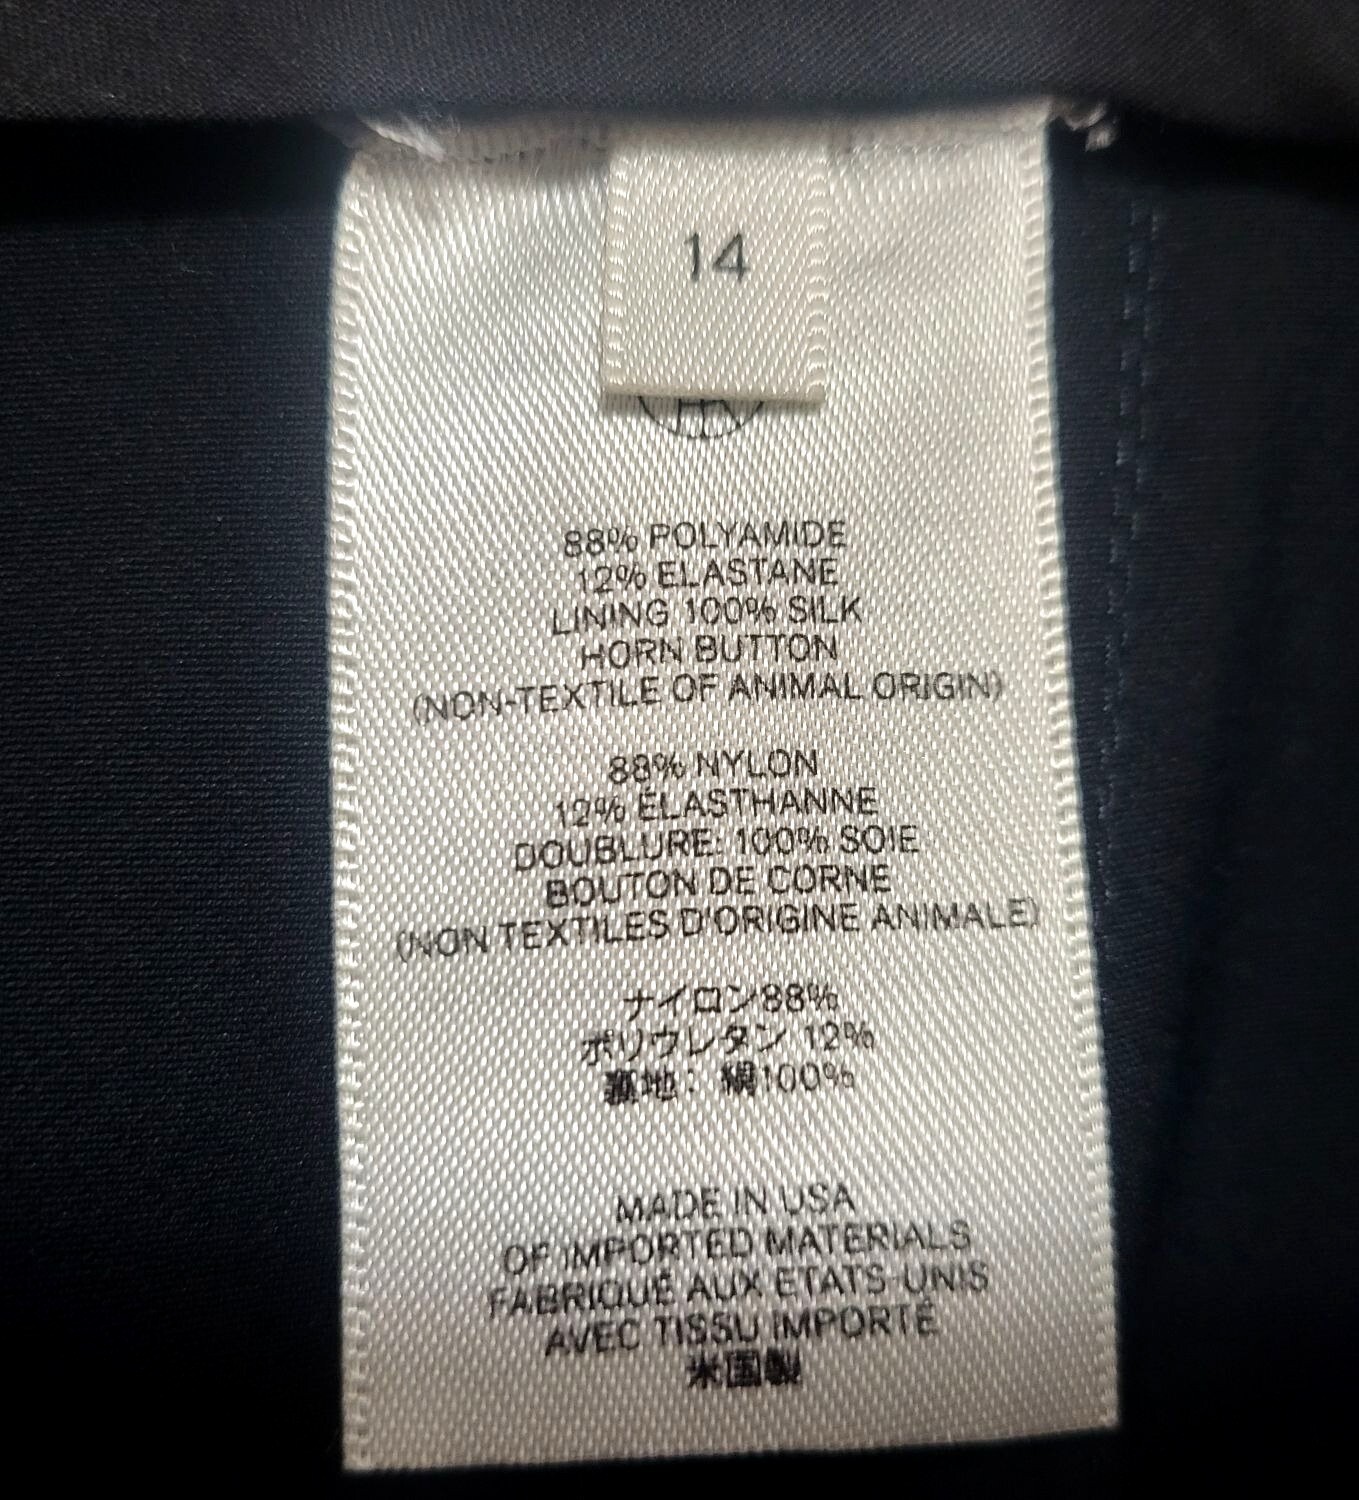 14
88% POLYAMIDE
12% ELASTANE
LINING 100% SILK
HORN BUTTON
(NON-TEXTILE OF ANIMAL ORIGIN)
88% NYLON
12% ÉLASTHANNE
DOUBLURE: 100% SOIE
BOUTON DE CORNE
(NON TEXTILES D'ORIGINE ANIMALE)
ナイロン88%
ポリウレタン 12%
裏地: 絹100%
MADE IN USA
OF IMPORTED MATERIALS
FABRIQUÉ AUX ETATS-UNIS
AVEC TISSU IMPORTÉ
米国製